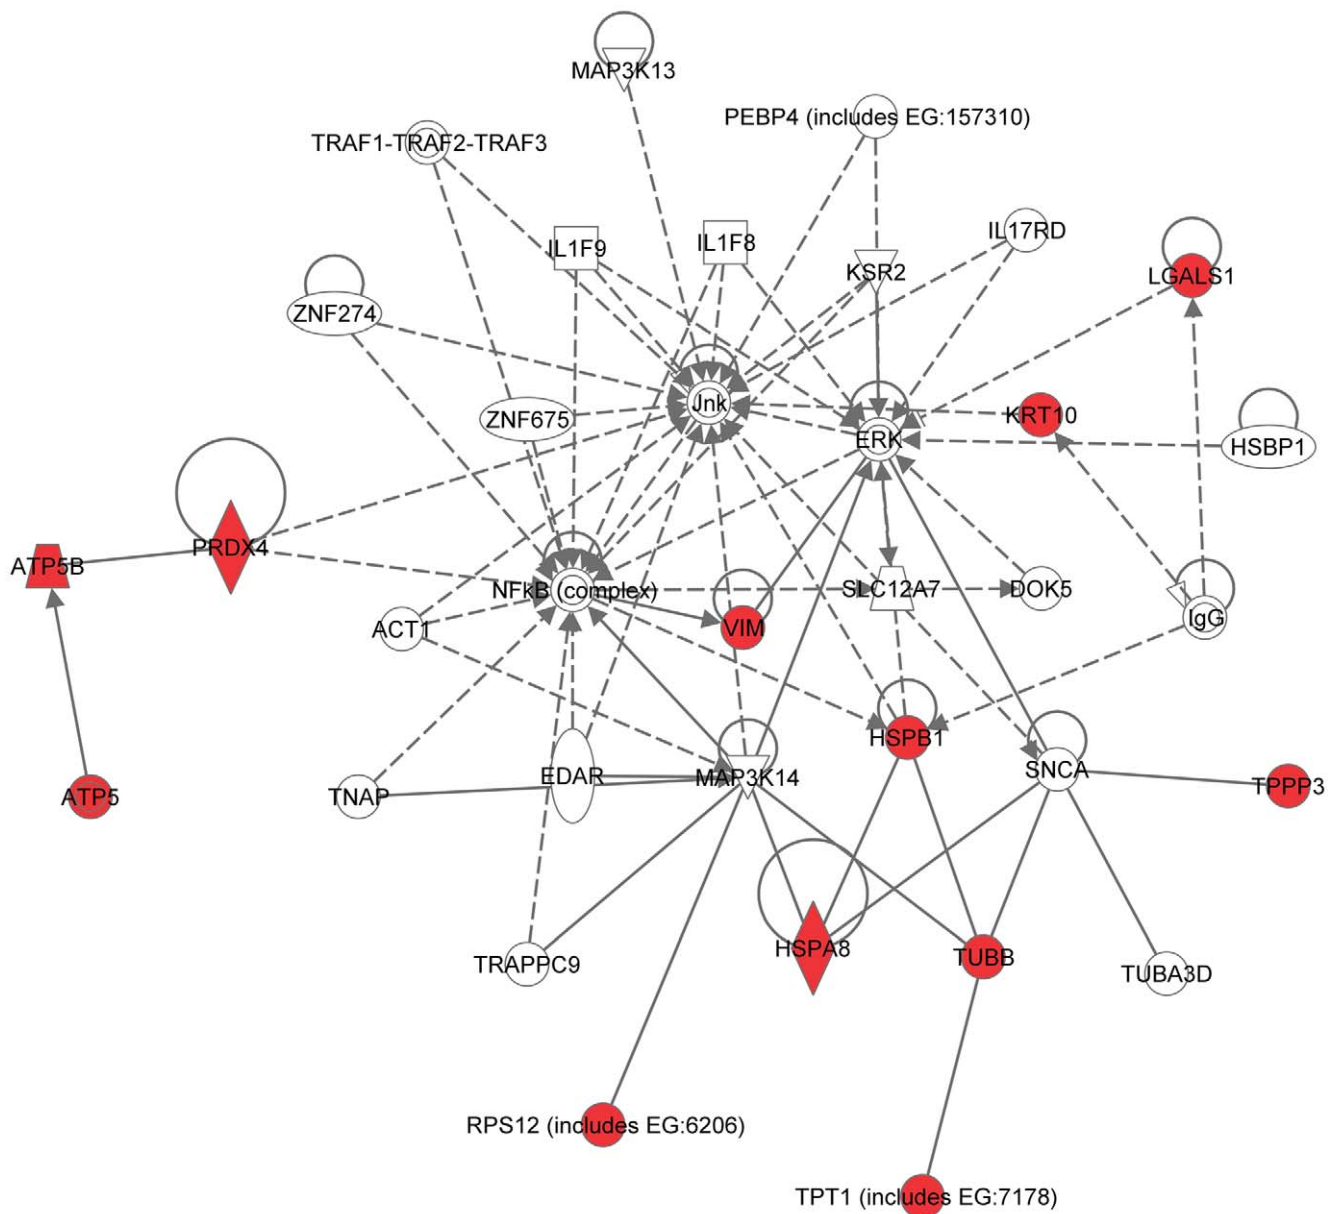 MAP3K13
PEBP4 (includes EG:157310)
TRAF1-TRAF2-TRAF3
IL1F9
IL1F8
IL17RD
KSR2
LGALS1
ZNF274
Jnk
KRT10
ZNF675
ERK
HSBP1
PRDX4
ATP5B
NFkB (complex)
SLC12A7
DOK5
IgG
ACT1
VIM
HSPB1
SNCA
EDAR
MAP3K14
TPPP3
ATP5
TNAP
HSPA8
TUBB
TRAPPC9
TUBA3D
RPS12 (includes EG:6206)
TPT1 (includes EG:7178)